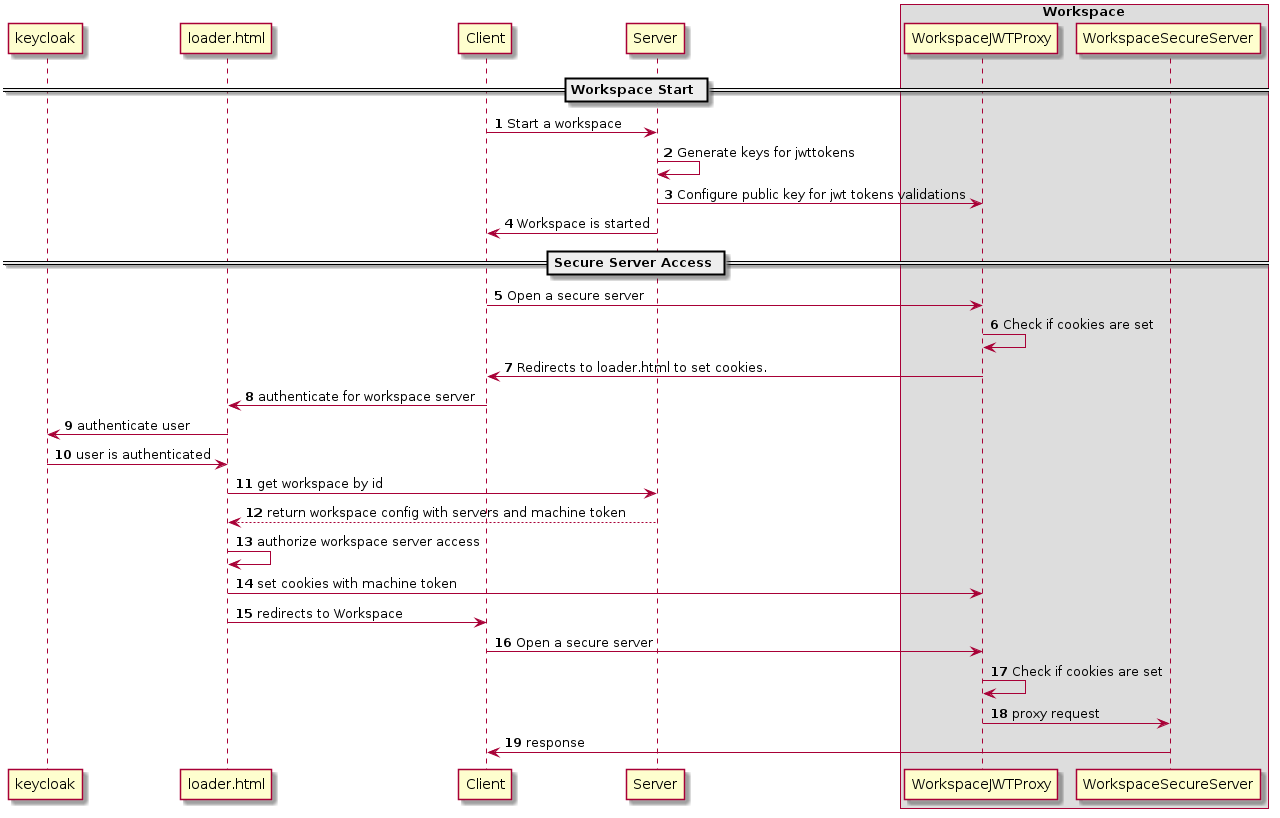 Workspace
keycloak
loader.html
Client
Server
WorkspaceJWTProxy
WorkspaceSecureServer
Workspace Start
1 Start a workspace
2 Generate keys for jwttokens
3 Configure public key for jwt tokens validations
4 Workspace is started
Secure Server Access
5 Open a secure server
6 Check if cookies are set
7 Redirects to loader.html to set cookies.
8 authenticate for workspace server
9 authenticate user
10 user is authenticated
11 get workspace by id
12 return workspace config with servers and machine token
13 authorize workspace server access
14 set cookies with machine token
15 redirects to Workspace
16 Open a secure server
17 Check if cookies are set
18 proxy request
19 response
keycloak
loader.html
Client
Server
WorkspaceJWTProxy
WorkspaceSecureServer